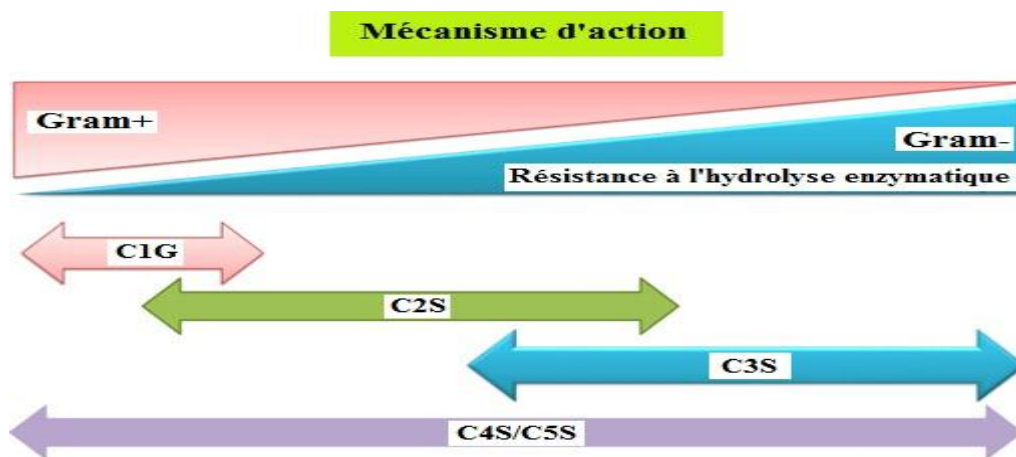 Mécanisme d'action
Gram+
Gram-
Résistance à l'hydrolyse enzymatique
C1G
C2S
C3S
C4S/C5S